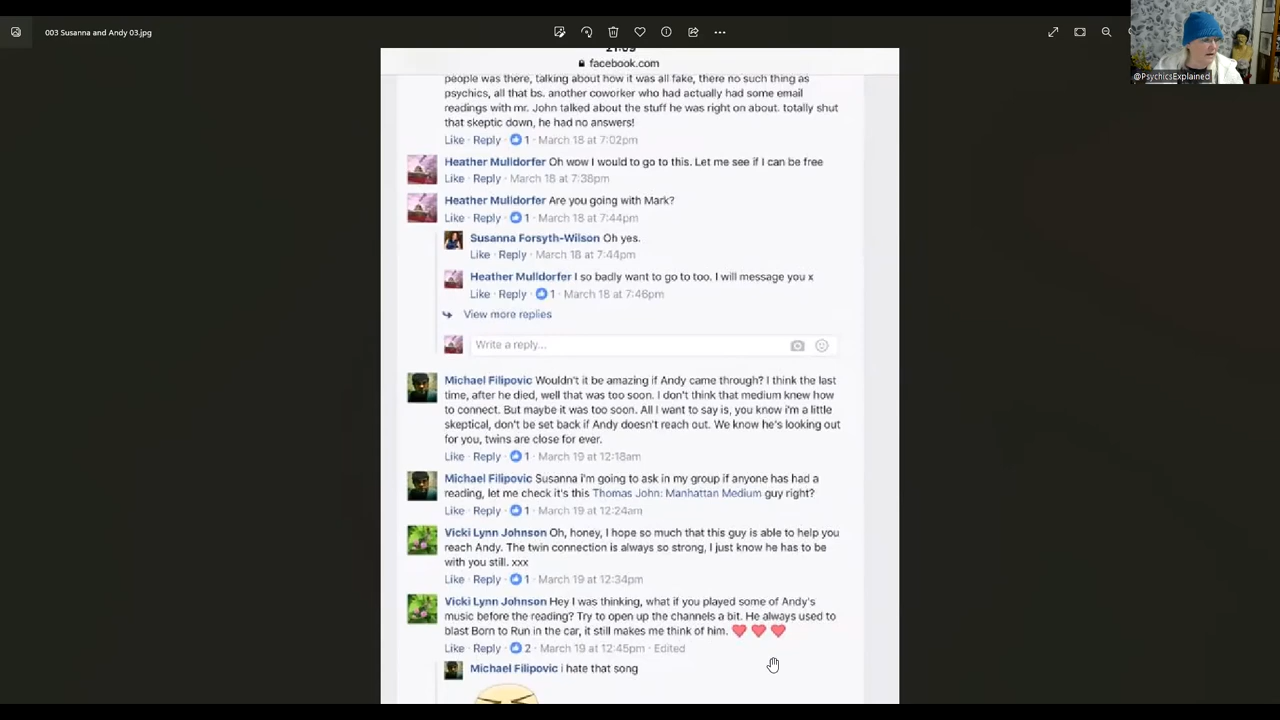 003 Susanna and Andy 03.jpg
@PsychicsExplained
21:09
facebook.com
people was there, talking about how it was all fake, there no such thing as
psychics, all that bs. another coworker who had actually had some email
readings with mr. John talked about the stuff he was right on about. totally shut
that skeptic down, he had no answers!
Like · Reply · 1 · March 18 at 7:02pm
Heather Mulldorfer Oh wow I would to go to this. Let me see if I can be free
Like · Reply · March 18 at 7:38pm
Heather Mulldorfer Are you going with Mark?
Like · Reply · 1 · March 18 at 7:44pm
Susanna Forsyth-Wilson Oh yes.
Like · Reply · March 18 at 7:44pm
Heather Mulldorfer I so badly want to go to too. I will message you x
Like · Reply · 1 · March 18 at 7:46pm
View more replies
Write a reply...
Michael Filipovic Wouldn't it be amazing if Andy came through? I think the last
time, after he died, well that was too soon. I don't think that medium knew how
to connect. But maybe it was too soon. All I want to say is, you know i'm a little
skeptical, don't be set back if Andy doesn't reach out. We know he's looking out
for you, twins are close for ever.
Like · Reply · 1 · March 19 at 12:18am
Michael Filipovic Susanna i'm going to ask in my group if anyone has had a
reading, let me check it's this Thomas John: Manhattan Medium guy right?
Like · Reply · 1 · March 19 at 12:24am
Vicki Lynn Johnson Oh, honey, I hope so much that this guy is able to help you
reach Andy. The twin connection is always so strong, I just know he has to be
with you still. xxx
Like · Reply · 1 · March 19 at 12:34pm
Vicki Lynn Johnson Hey I was thinking, what if you played some of Andy's
music before the reading? Try to open up the channels a bit. He always used to
blast Born to Run in the car, it still makes me think of him.
Like · Reply · 2 · March 19 at 12:45pm · Edited
Michael Filipovic i hate that song